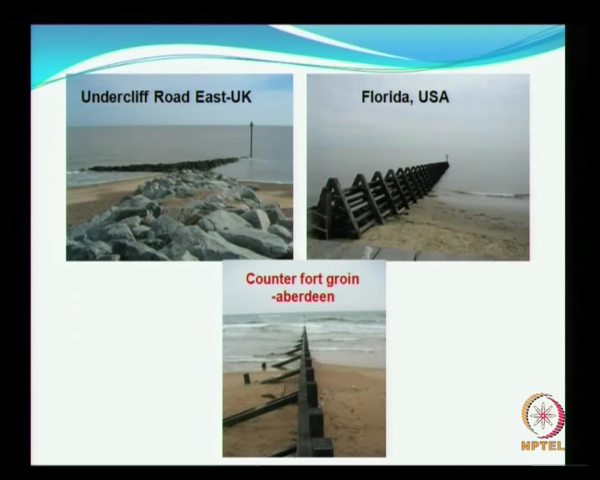 Undercliff Road East-UK
Florida, USA
Counter fort groin
-aberdeen
NPTEL